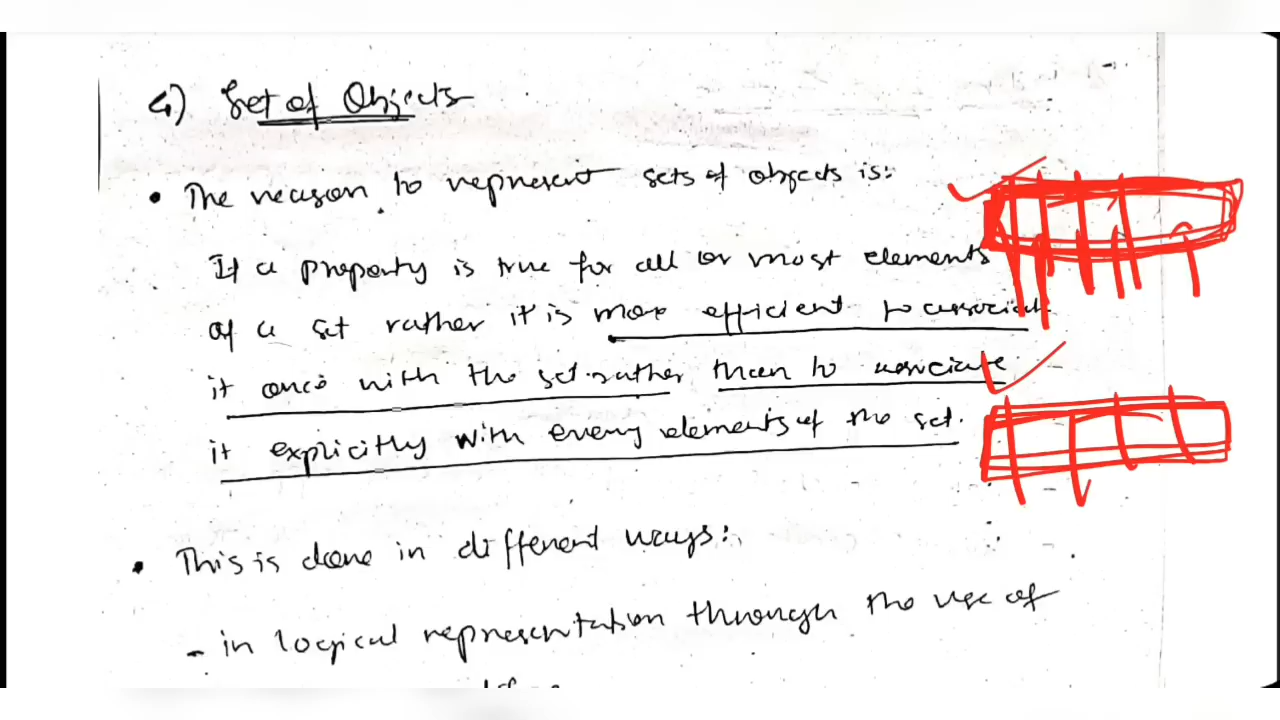 4) Set of Objects
• The reason to represent sets of objects is:
If a property is true for all or most elements
of a set rather it is more efficient to associate
it once with the set rather than to associate
it explicitly with every elements of the set.
• This is done in different ways:
- in logical representation through the use of